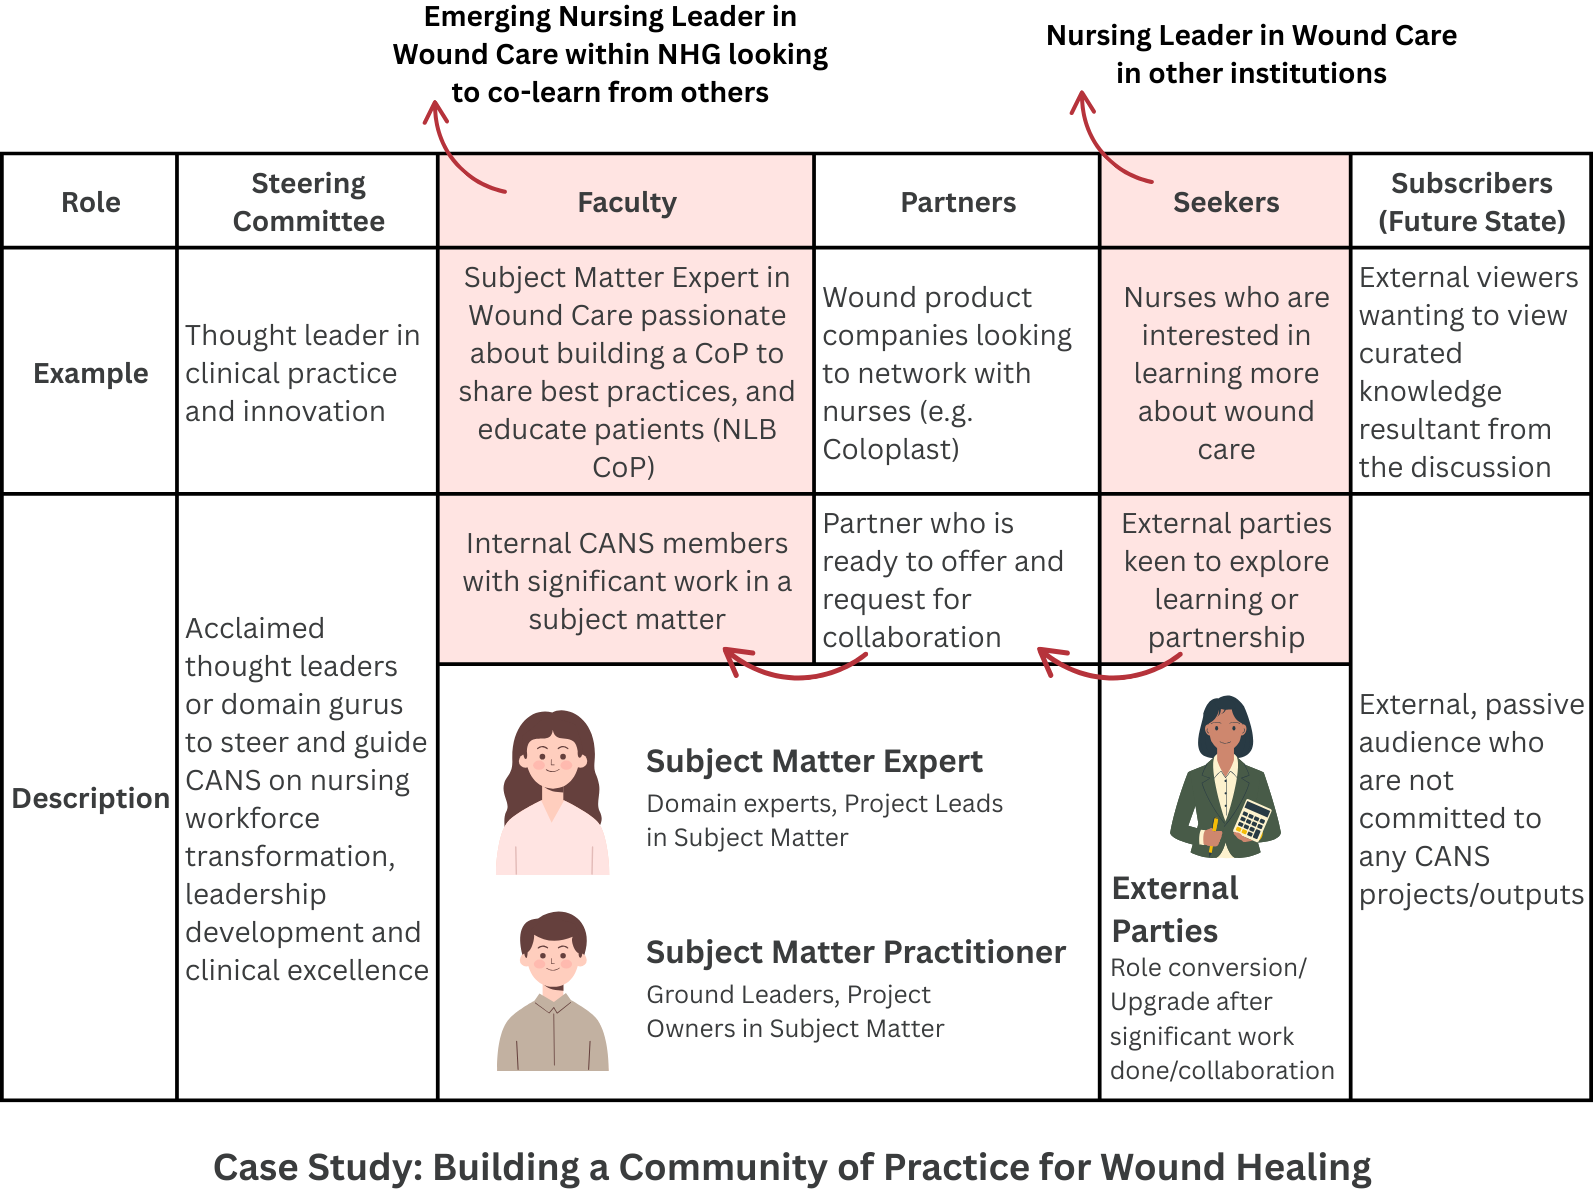 Emerging Nursing Leader in
Wound Care within NHG looking
to co-learn from others
Nursing Leader in Wound Care
in other institutions
Role
Steering
Committee
Faculty
Partners
Seekers
Subscribers
(Future State)
Example
Thought leader in
clinical practice
and innovation
Subject Matter Expert in
Wound Care passionate
about building a CoP to
share best practices, and
educate patients (NLB
CoP)
Wound product
companies looking
to network with
nurses (e.g.
Coloplast)
Nurses who are
interested in
learning more
about wound
care
External viewers
wanting to view
curated
knowledge
resultant from
the discussion
Description
Acclaimed
thought leaders
or domain gurus
to steer and guide
CANS on nursing
workforce
transformation,
leadership
development and
clinical excellence
Internal CANS members
with significant work in a
subject matter
Partner who is
ready to offer and
request for
collaboration
External parties
keen to explore
learning or
partnership
Subject Matter Expert
Domain experts, Project Leads
in Subject Matter
Subject Matter Practitioner
Ground Leaders, Project
Owners in Subject Matter
External
Parties
Role conversion/
Upgrade after
significant work
done/collaboration
External, passive
audience who
are not
committed to
any CANS
projects/outputs
Case Study: Building a Community of Practice for Wound Healing